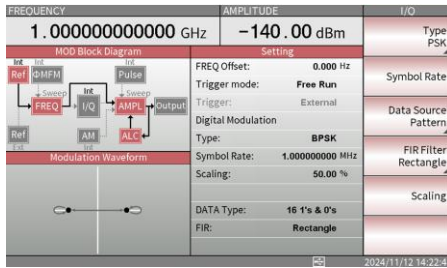 FREQUENCY
AMPLITUDE
I/Q
1.000000000000 GHz
-140.00 dBm
MOD Block Diagram
Setting
Int
Int
Ref
ΦMFM
Pulse
Sweep
Int
Sweep
FREQ
I/Q
AMPL
Output
Ref
AM
ALC
Ext
Int
Modulation Waveform
FREQ Offset: 0.000 Hz
Trigger mode: Free Run
Trigger: External
Digital Modulation
Type: BPSK
Symbol Rate: 1.000000000 MHz
Scaling: 50.00 %
DATA Type: 16 1's & 0's
FIR: Rectangle
Type
PSK
Symbol Rate
Data Source
Pattern
FIR Filter
Rectangle
Scaling
2024/11/12 14:22:4